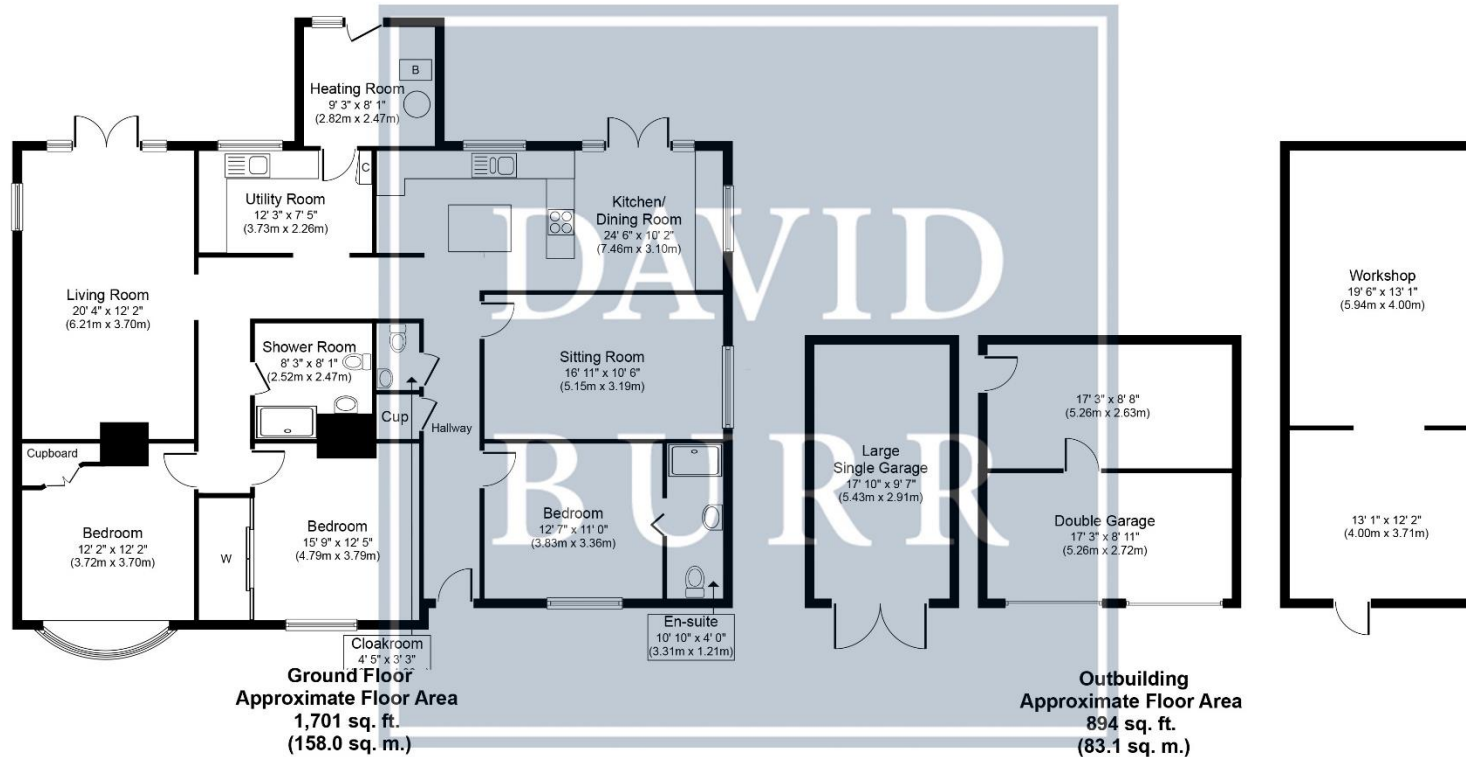 B
Heating Room
9' 3" x 8' 1"
(2.82m x 2.47m)
C
Utility Room
12' 3" x 7' 5"
(3.73m x 2.26m)
Kitchen/
Dining Room
24' 6" x 10' 2"
(7.46m x 3.10m)
DAVID
BURR
Living Room
20' 4" x 12' 2"
(6.21m x 3.70m)
Shower Room
8' 3" x 8' 1"
(2.52m x 2.47m)
Sitting Room
16' 11" x 10' 6"
(5.15m x 3.19m)
Cup
Hallway
Cupboard
Bedroom
12' 2" x 12' 2"
(3.72m x 3.70m)
W
Bedroom
15' 9" x 12' 5"
(4.79m x 3.79m)
Bedroom
12' 7" x 11' 0"
(3.83m x 3.36m)
Cloakroom
4' 5" x 3' 3"
En-suite
10' 10" x 4' 0"
(3.31m x 1.21m)
Ground Floor
Approximate Floor Area
1,701 sq. ft.
(158.0 sq. m.)
Large
Single Garage
17' 10" x 9' 7"
(5.43m x 2.91m)
17' 3" x 8' 8"
(5.26m x 2.63m)
Double Garage
17' 3" x 8' 11"
(5.26m x 2.72m)
Workshop
19' 6" x 13' 1"
(5.94m x 4.00m)
13' 1" x 12' 2"
(4.00m x 3.71m)
Outbuilding
Approximate Floor Area
894 sq. ft.
(83.1 sq. m.)